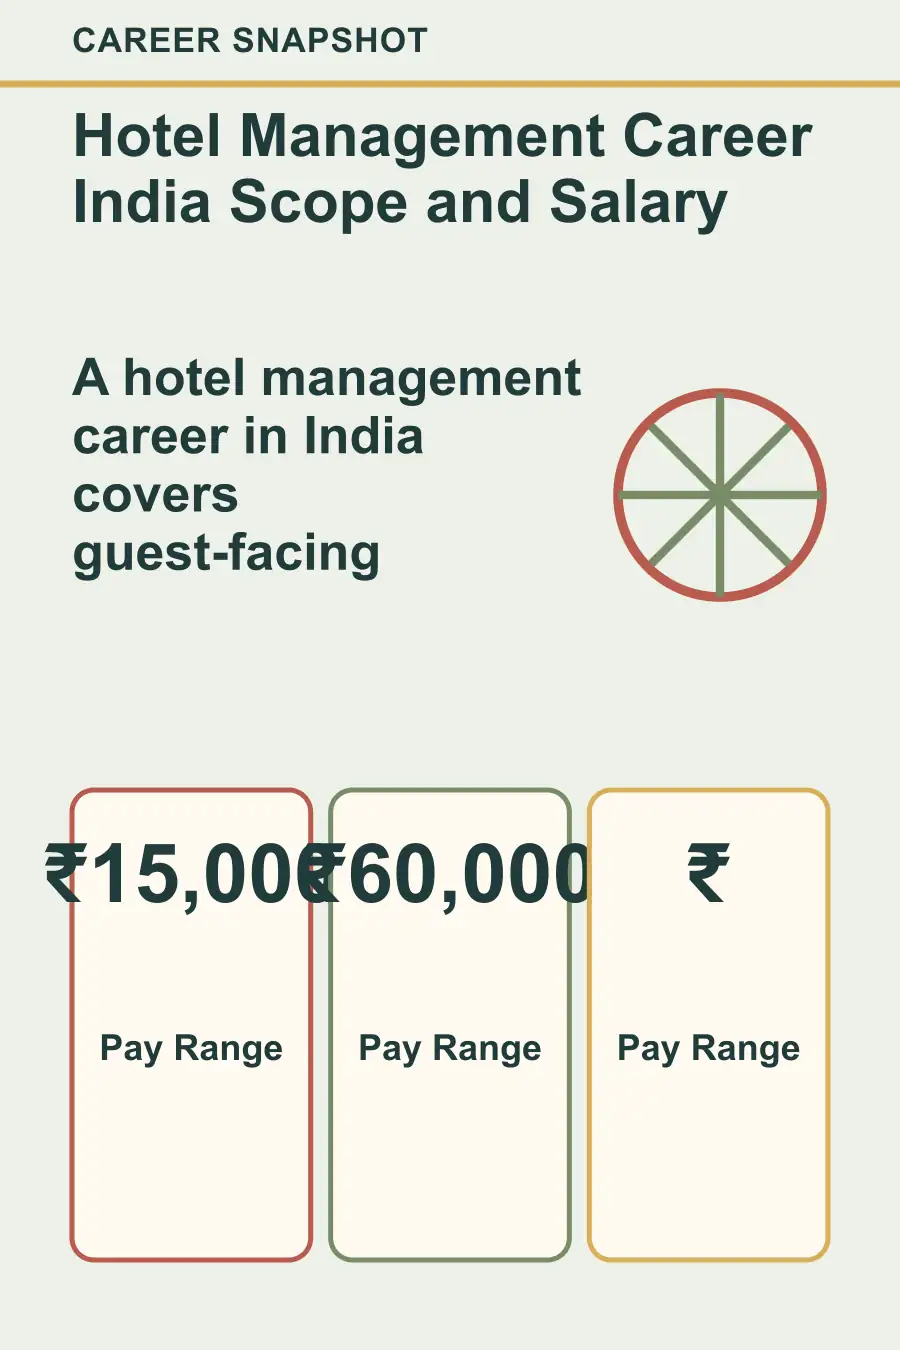 CAREER SNAPSHOT
Hotel Management Career
India Scope and Salary
A hotel management
career in India
covers
guest-facing
₹15,000
₹60,000
₹
Pay Range
Pay Range
Pay Range